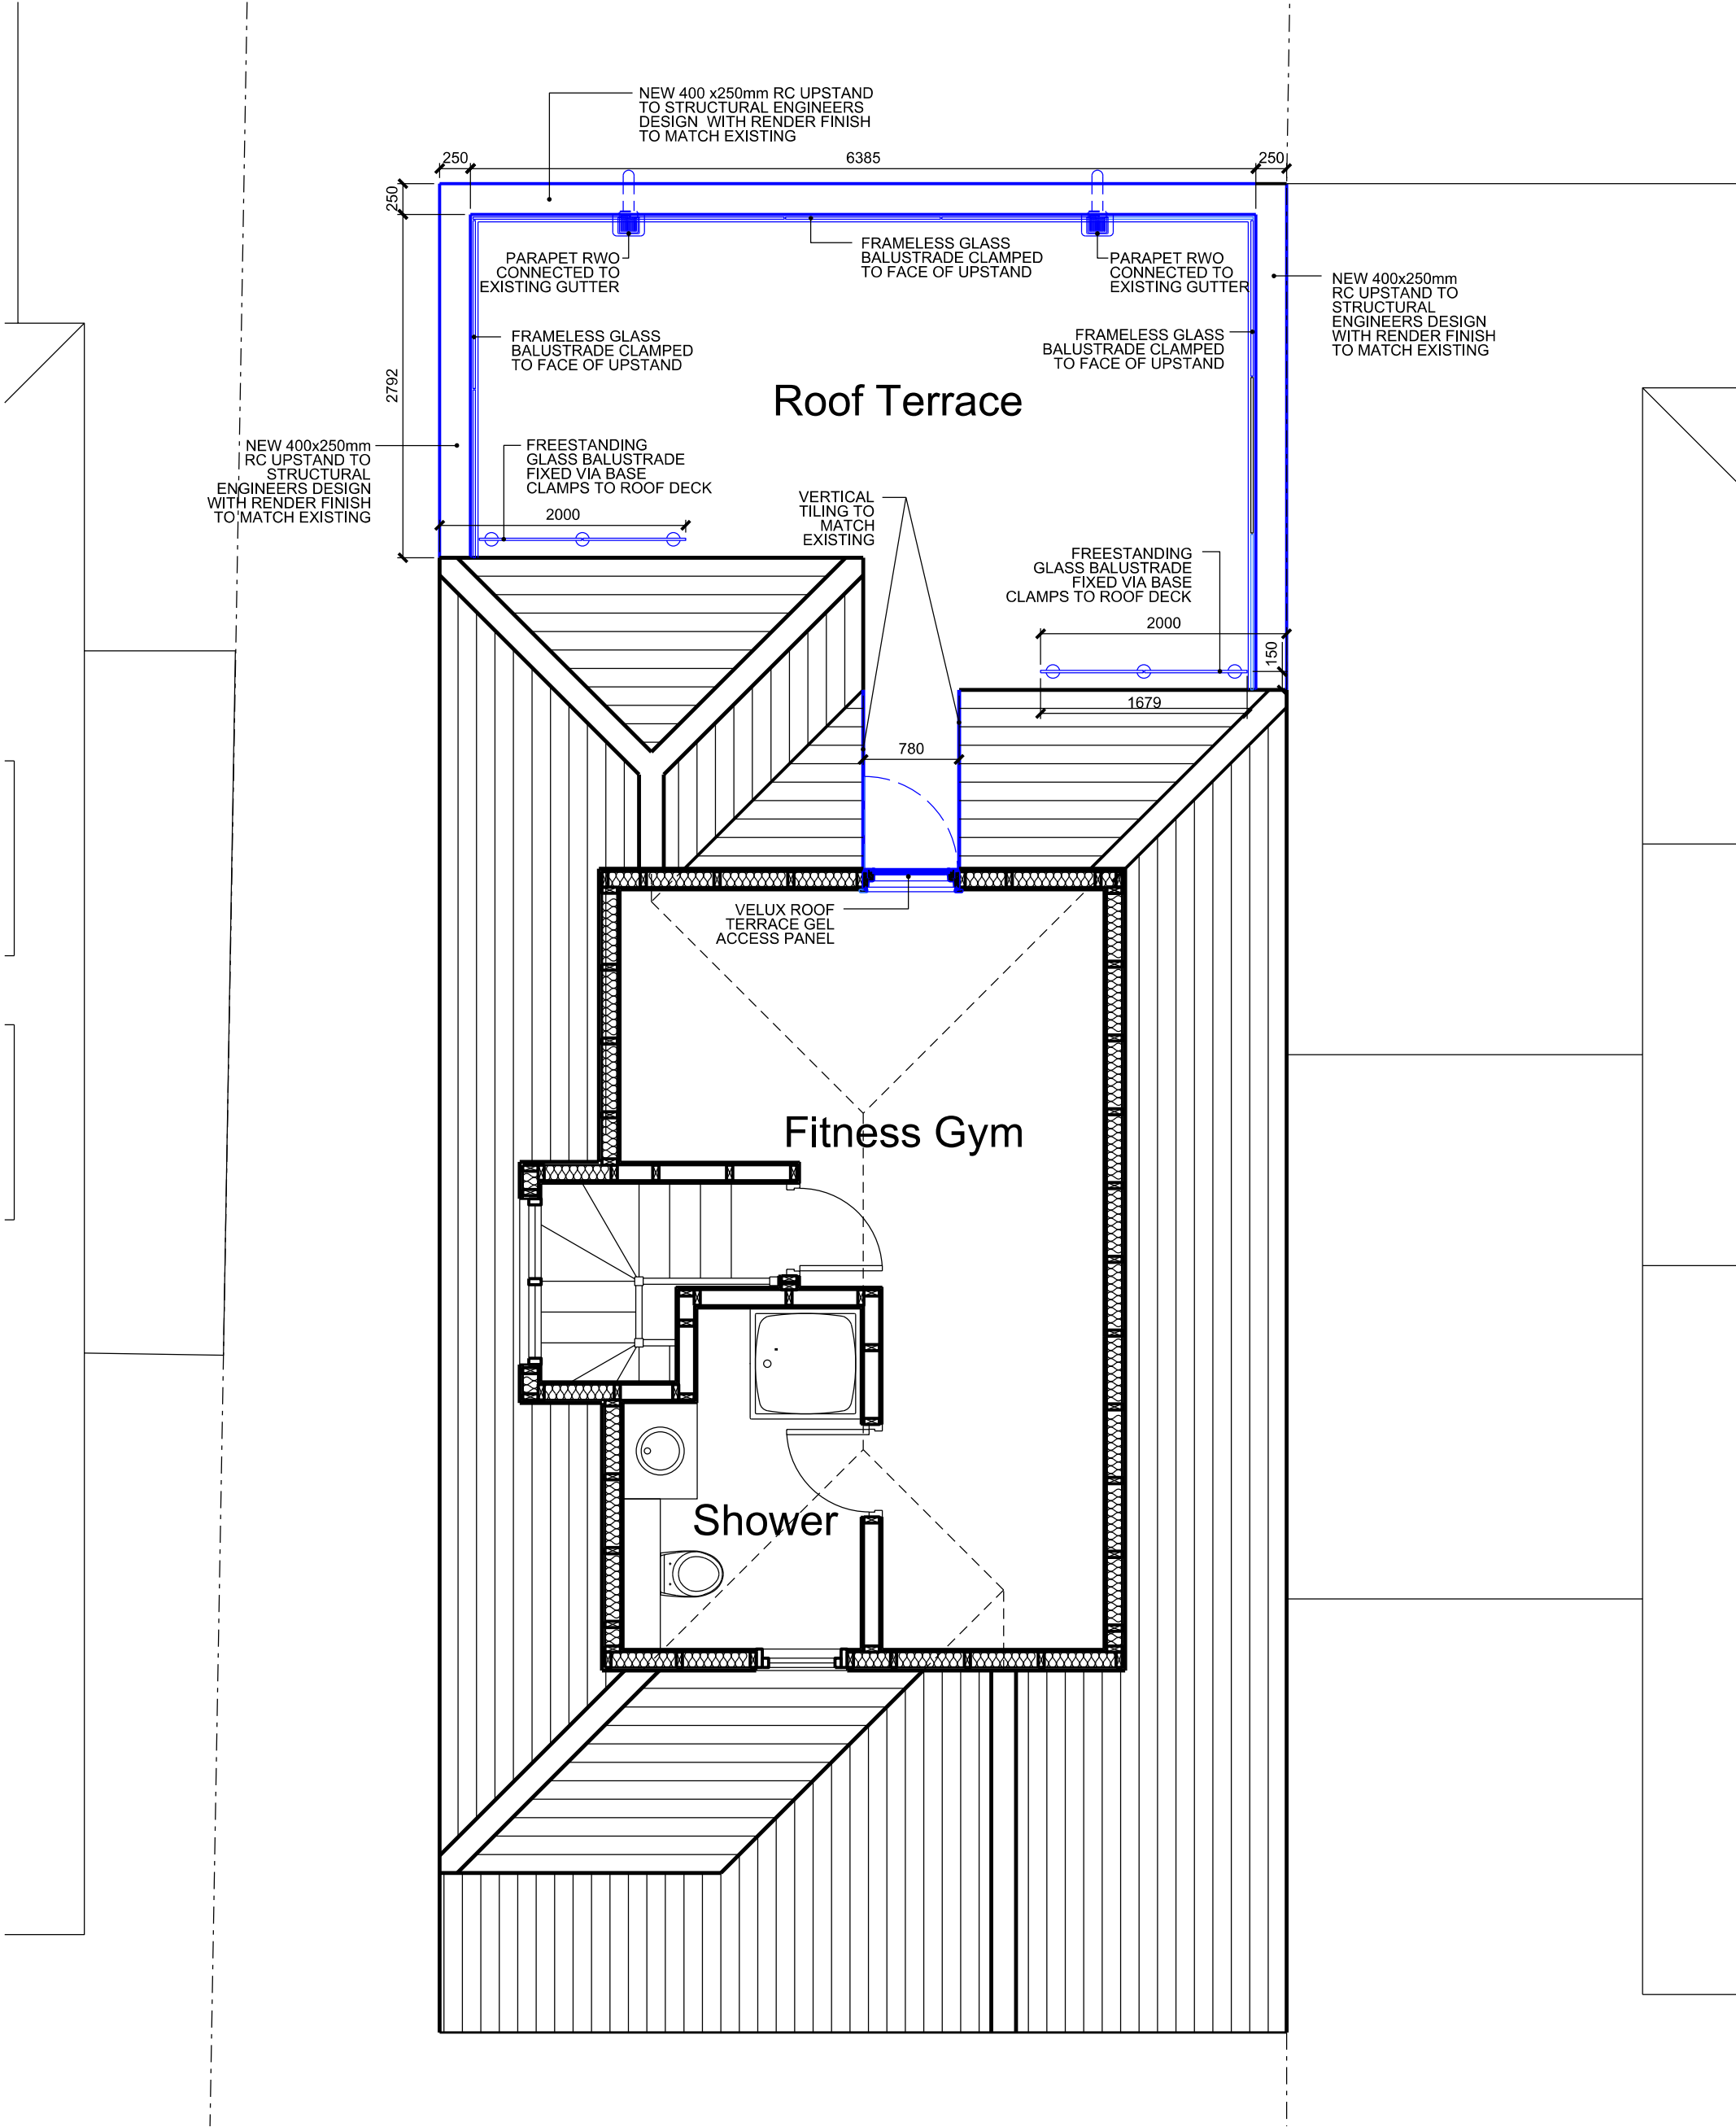 NEW 400 x250mm RC UPSTAND
TO STRUCTURAL ENGINEERS
DESIGN  WITH RENDER FINISH
TO MATCH EXISTING
250
6385
250
250
PARAPET RWO
CONNECTED TO
EXISTING GUTTER
FRAMELESS GLASS
BALUSTRADE CLAMPED
TO FACE OF UPSTAND
PARAPET RWO
CONNECTED TO
EXISTING GUTTER
NEW 400x250mm
RC UPSTAND TO
STRUCTURAL
ENGINEERS DESIGN
WITH RENDER FINISH
TO MATCH EXISTING
FRAMELESS GLASS
BALUSTRADE CLAMPED
TO FACE OF UPSTAND
FRAMELESS GLASS
BALUSTRADE CLAMPED
TO FACE OF UPSTAND
2792
Roof Terrace
NEW 400x250mm
RC UPSTAND TO
STRUCTURAL
ENGINEERS DESIGN
WITH RENDER FINISH
TO MATCH EXISTING
FREESTANDING
GLASS BALUSTRADE
FIXED VIA BASE
CLAMPS TO ROOF DECK
2000
VERTICAL
TILING TO
MATCH
EXISTING
FREESTANDING
GLASS BALUSTRADE
FIXED VIA BASE
CLAMPS TO ROOF DECK
2000
150
1679
780
VELUX ROOF
TERRACE GEL
ACCESS PANEL
Fitness Gym
Shower